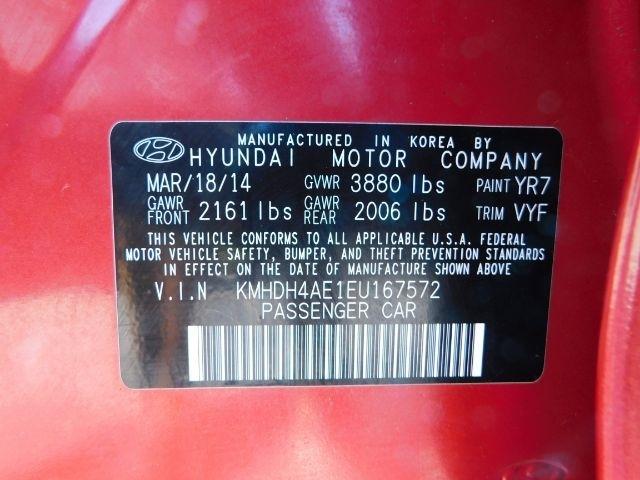 MANUFACTURED IN KOREA BY
HYUNDAI MOTOR COMPANY
MAR/18/14 GVWR 3880 lbs PAINT YR7
GAWR FRONT 2161 lbs GAWR REAR 2006 lbs TRIM VYF
THIS VEHICLE CONFORMS TO ALL APPLICABLE U.S.A. FEDERAL
MOTOR VEHICLE SAFETY, BUMPER, AND THEFT PREVENTION STANDARDS
IN EFFECT ON THE DATE OF MANUFACTURE SHOWN ABOVE
V.I.N KMHDH4AE1EU167572
PASSENGER CAR